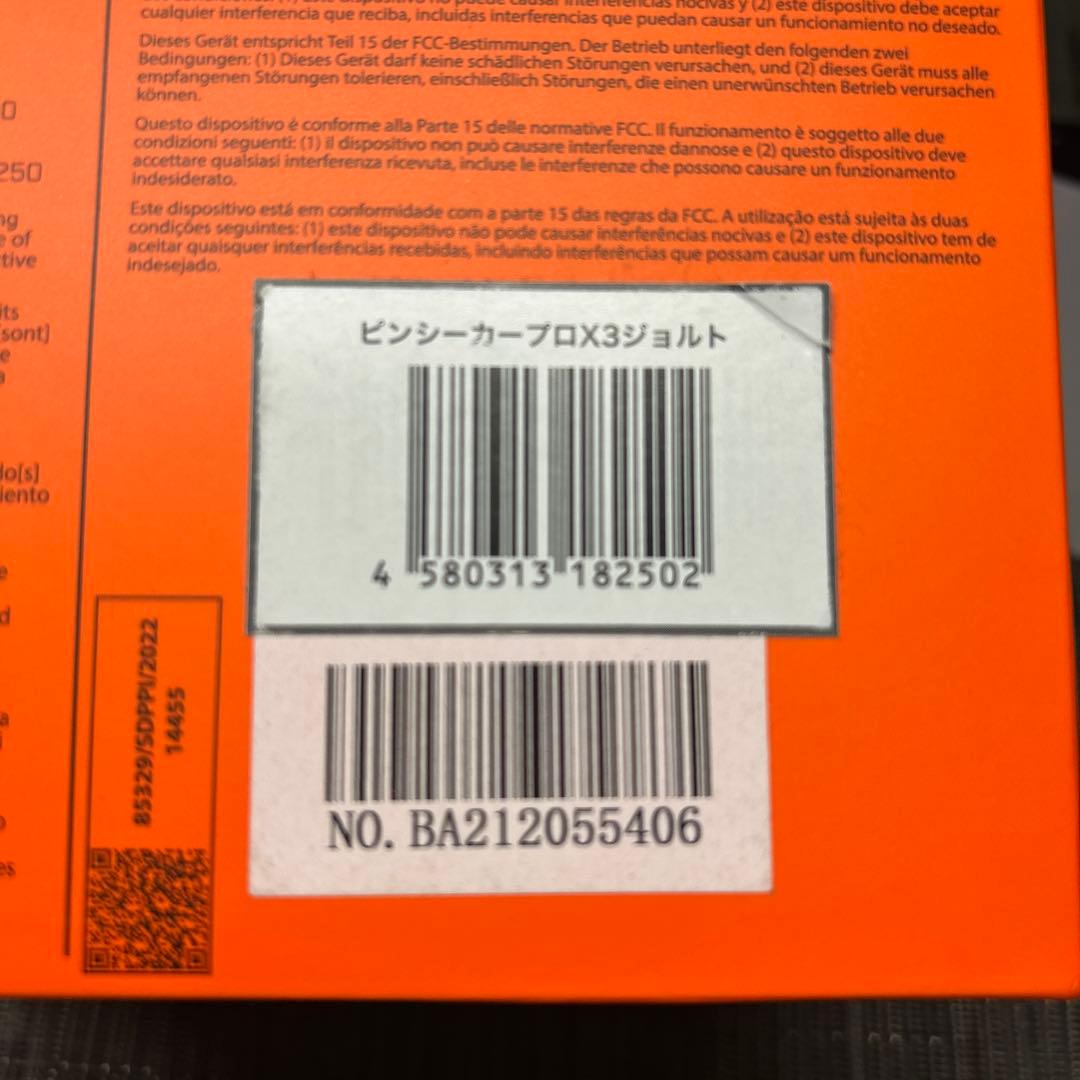 cualquier interferencia que reciba, incluidas interferencias que puedan causar un funcionamiento no deseado.
Dieses Gerät entspricht Teil 15 der FCC-Bestimmungen. Der Betrieb unterliegt den folgenden zwei
Bedingungen: (1) Dieses Gerät darf keine schädlichen Störungen verursachen, und (2) dieses Gerät muss alle
empfangenen Störungen tolerieren, einschließlich Störungen, die einen unerwünschten Betrieb verursachen
können.
Questo dispositivo è conforme alla Parte 15 delle normative FCC. Il funzionamento è soggetto alle due
condizioni seguenti: (1) il dispositivo non può causare interferenze dannose e (2) questo dispositivo deve
accettare qualsiasi interferenza ricevuta, incluse le interferenze che possono causare un funzionamento
indesiderato.
Este dispositivo está em conformidade com a parte 15 das regras da FCC. A utilização está sujeita às duas
condições seguintes: (1) este dispositivo não pode causar interferências nocivas e (2) este dispositivo tem de
aceitar quaisquer interferências recebidas, incluindo interferências que possam causar um funcionamento
indesejado.
250
of
sont]
do[s]
ピンシーカープロX3ジョルト
4 580313 182502
NO. BA212055406
85329/SDPPI/2022
14455